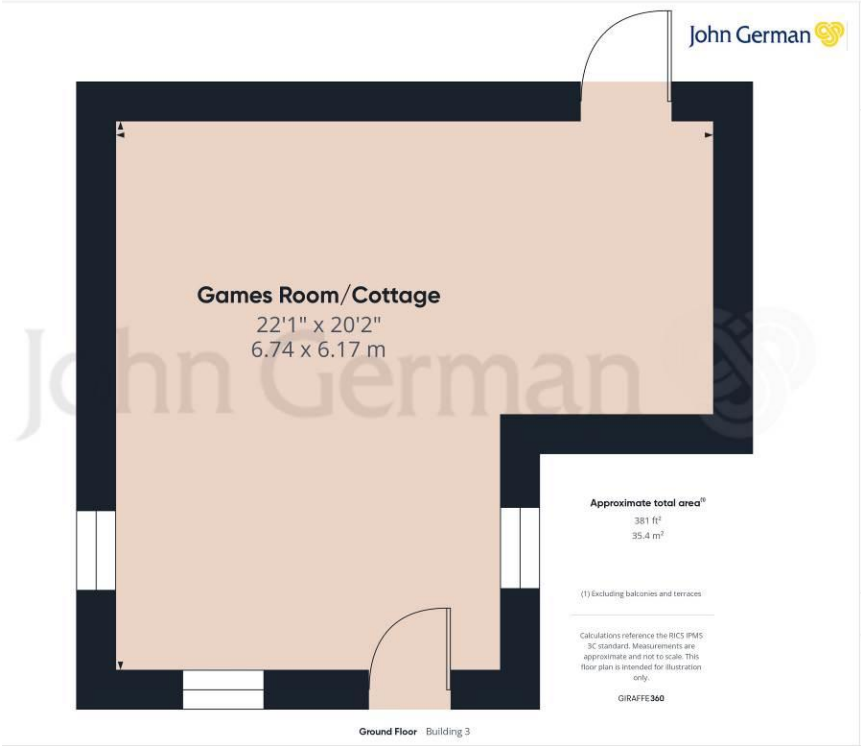 John German
Games Room/Cottage
22'1" x 20'2"
6.74 x 6.17 m
John German
Approximate total area⁽¹⁾
381 ft²
35.4 m²
(1) Excluding balconies and terraces
Calculations reference the RICS IPMS
3C standard. Measurements are
approximate and not to scale. This
floor plan is intended for illustration
only.
GIRAFFE360
Ground Floor Building 3